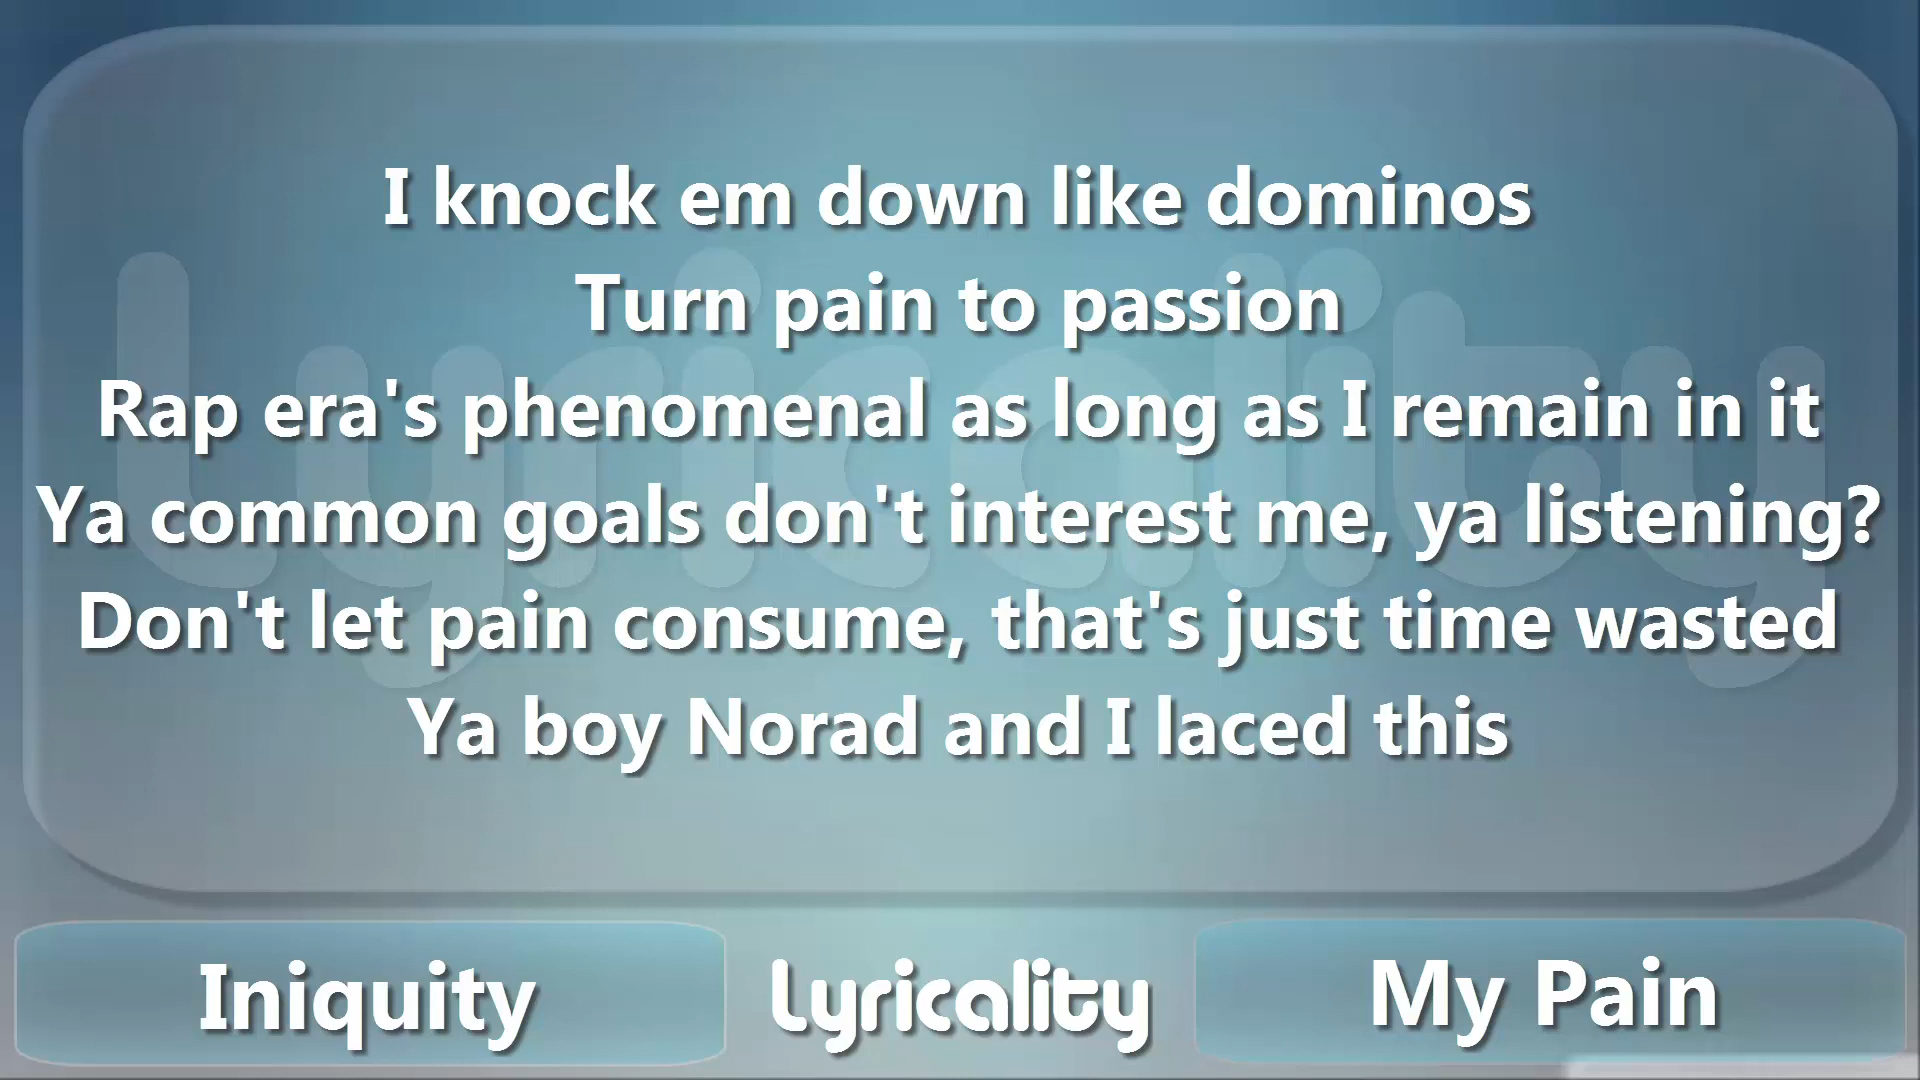 I knock em down like dominos
Turn pain to passion
Rap era's phenomenal as long as I remain in it
Ya common goals don't interest me, ya listening?
Don't let pain consume, that's just time wasted
Ya boy Norad and I laced this
Lyricality
Iniquity
Lyricality
My Pain